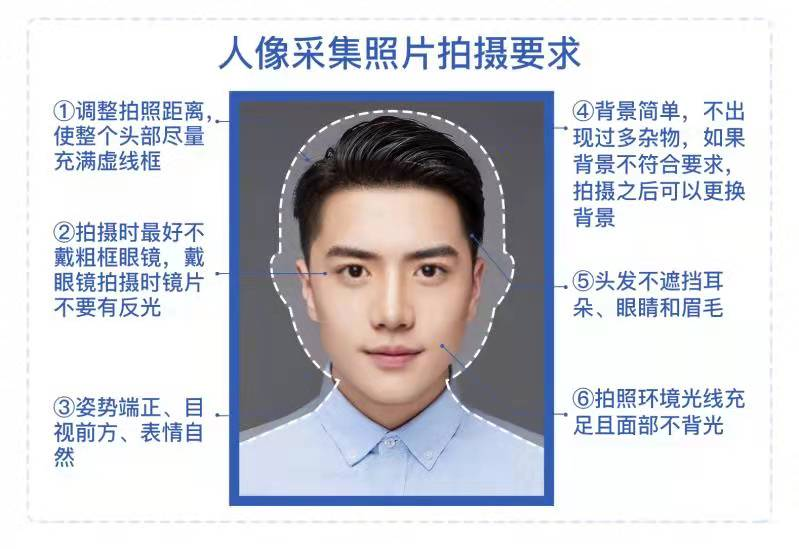 人像采集照片拍摄要求
①调整拍照距离,
使整个头部尽量
充满虚线框
②拍摄时最好不
戴粗框眼镜,戴
眼镜拍摄时镜片
不要有反光
③姿势端正、目
视前方、表情自
然
④背景简单,不出
现过多杂物,如果
背景不符合要求,
拍摄之后可以更换
背景
⑤头发不遮挡耳
朵、眼睛和眉毛
⑥拍照环境光线充
足且面部不背光